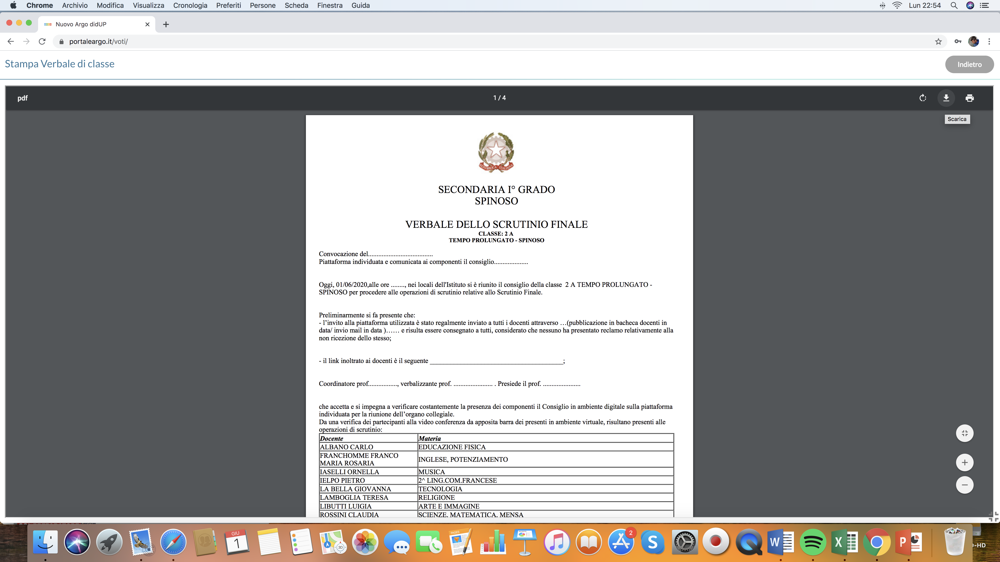 Chrome Archivio Modifica Visualizza Cronologia Preferiti Persone Scheda Finestra Guida Lun 22:54
Nuovo Argo didUP
portaleargo.it/voti/
Stampa Verbale di classe
Indietro
pdf
1 / 4
Scarica
REPVBBLICA ITALIANA
SECONDARIA I° GRADO
SPINOSO
VERBALE DELLO SCRUTINIO FINALE
CLASSE: 2 A
TEMPO PROLUNGATO - SPINOSO
Convocazione del......................................
Piattaforma individuata e comunicata ai componenti il consiglio....................
Oggi, 01/06/2020,alle ore ........, nei locali dell'Istituto si è riunito il consiglio della classe  2 A TEMPO PROLUNGATO -
SPINOSO per procedere alle operazioni di scrutinio relative allo Scrutinio Finale.
Preliminarmente si fa presente che:
- l’invito alla piattaforma utilizzata è stato regalmente inviato a tutti i docenti attraverso …(pubblicazione in bacheca docenti in
data/ invio mail in data )…… e risulta essere consegnato a tutti, considerato che nessuno ha presentato reclamo relativamente alla
non ricezione dello stesso;
- il link inoltrato ai docenti è il seguente ______________________________________;
Coordinatore prof................., verbalizzante prof. ....................... . Presiede il prof. ......................
che accetta e si impegna a verificare costantemente la presenza dei componenti il Consiglio in ambiente digitale sulla piattaforma
individuata per la riunione dell’organo collegiale.
Da una verifica dei partecipanti alla video conferenza da apposita barra dei presenti in ambiente virtuale, risultano presenti alle
operazioni di scrutinio:
Docente Materia
ALBANO CARLO EDUCAZIONE FISICA
FRANCHOMME FRANCO
MARIA ROSARIA INGLESE, POTENZIAMENTO
IASELLI ORNELLA MUSICA
IELPO PIETRO 2^ LING.COM.FRANCESE
LA BELLA GIOVANNA TECNOLOGIA
LAMBOGLIA TERESA RELIGIONE
LIBUTTI LUIGIA ARTE E IMMAGINE
ROSSINI CLAUDIA SCIENZE, MATEMATICA, MENSA
GIU
1
3D
PAGES
2
S
W
X
P
-HD